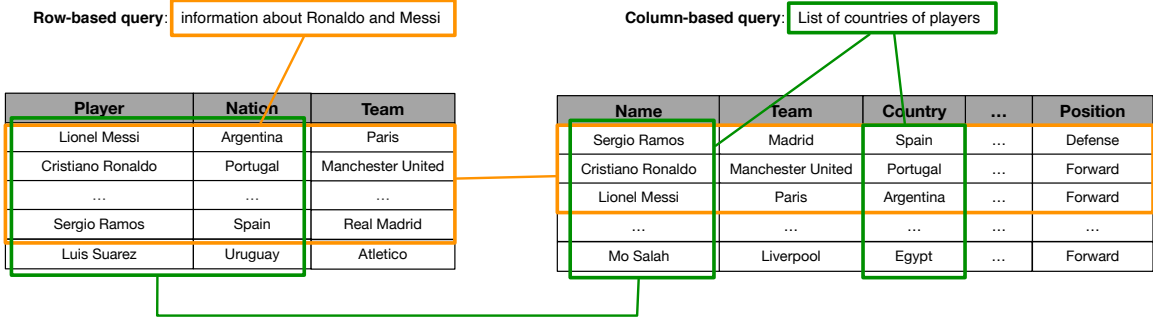 Row-based query: information about Ronaldo and Messi
Column-based query: List of countries of players
Player Nation Team
Lionel Messi Argentina Paris
Cristiano Ronaldo Portugal Manchester United
... ... ...
Sergio Ramos Spain Real Madrid
Luis Suarez Uruguay Atletico
Name Team Country ... Position
Sergio Ramos Madrid Spain ... Defense
Cristiano Ronaldo Manchester United Portugal ... Forward
Lionel Messi Paris Argentina ... Forward
... ... ... ... ...
Mo Salah Liverpool Egypt ... Forward